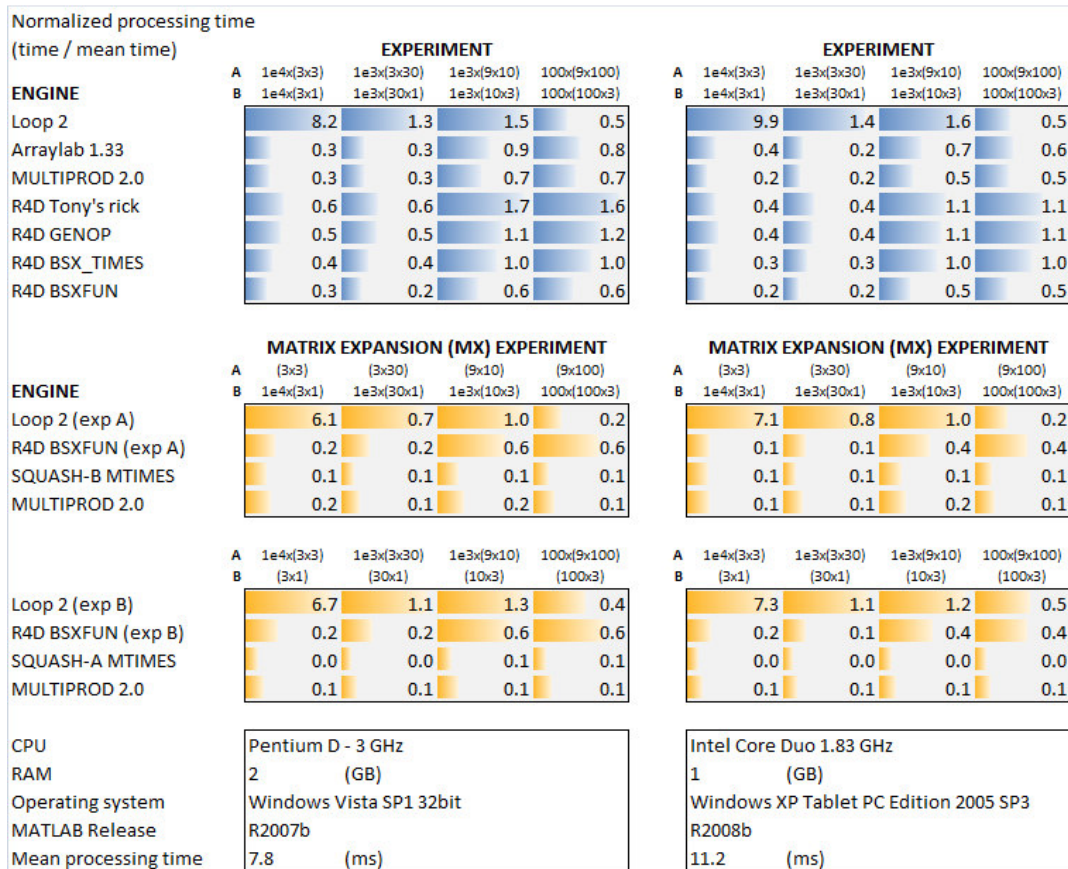 Normalized processing time
(time / mean time) EXPERIMENT EXPERIMENT
A 1e4x(3x3) 1e3x(3x30) 1e3x(9x10) 100x(9x100) A 1e4x(3x3) 1e3x(3x30) 1e3x(9x10) 100x(9x100)
ENGINE B 1e4x(3x1) 1e3x(30x1) 1e3x(10x3) 100x(100x3) B 1e4x(3x1) 1e3x(30x1) 1e3x(10x3) 100x(100x3)
Loop 2 8.2 1.3 1.5 0.5 9.9 1.4 1.6 0.5
Arraylab 1.33 0.3 0.3 0.9 0.8 0.4 0.2 0.7 0.6
MULTIPROD 2.0 0.3 0.3 0.7 0.7 0.2 0.2 0.5 0.5
R4D Tony's rick 0.6 0.6 1.7 1.6 0.4 0.4 1.1 1.1
R4D GENOP 0.5 0.5 1.1 1.2 0.4 0.4 1.1 1.1
R4D BSX_TIMES 0.4 0.4 1.0 1.0 0.3 0.3 1.0 1.0
R4D BSXFUN 0.3 0.2 0.6 0.6 0.2 0.2 0.5 0.5
MATRIX EXPANSION (MX) EXPERIMENT MATRIX EXPANSION (MX) EXPERIMENT
A (3x3) (3x30) (9x10) (9x100) A (3x3) (3x30) (9x10) (9x100)
ENGINE B 1e4x(3x1) 1e3x(30x1) 1e3x(10x3) 100x(100x3) B 1e4x(3x1) 1e3x(30x1) 1e3x(10x3) 100x(100x3)
Loop 2 (exp A) 6.1 0.7 1.0 0.2 7.1 0.8 1.0 0.2
R4D BSXFUN (exp A) 0.2 0.2 0.6 0.6 0.1 0.1 0.4 0.4
SQUASH-B MTIMES 0.1 0.1 0.1 0.1 0.1 0.1 0.1 0.1
MULTIPROD 2.0 0.2 0.1 0.2 0.1 0.1 0.1 0.2 0.1
A 1e4x(3x3) 1e3x(3x30) 1e3x(9x10) 100x(9x100) A 1e4x(3x3) 1e3x(3x30) 1e3x(9x10) 100x(9x100)
B (3x1) (30x1) (10x3) (100x3) B (3x1) (30x1) (10x3) (100x3)
Loop 2 (exp B) 6.7 1.1 1.3 0.4 7.3 1.1 1.2 0.5
R4D BSXFUN (exp B) 0.2 0.2 0.6 0.6 0.2 0.1 0.4 0.4
SQUASH-A MTIMES 0.0 0.0 0.1 0.1 0.0 0.0 0.0 0.0
MULTIPROD 2.0 0.1 0.1 0.1 0.1 0.1 0.1 0.1 0.1
CPU Pentium D - 3 GHz Intel Core Duo 1.83 GHz
RAM 2 (GB) 1 (GB)
Operating system Windows Vista SP1 32bit Windows XP Tablet PC Edition 2005 SP3
MATLAB Release R2007b R2008b
Mean processing time 7.8 (ms) 11.2 (ms)